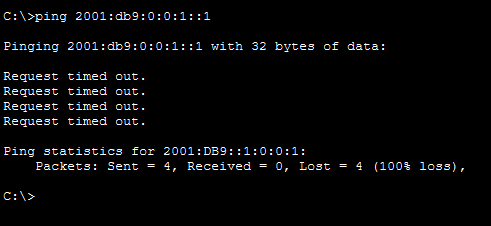 C:\>ping 2001:db9:0:0:1::1
Pinging 2001:db9:0:0:1::1 with 32 bytes of data:
Request timed out.
Request timed out.
Request timed out.
Request timed out.
Ping statistics for 2001:DB9::1:0:0:1:
Packets: Sent = 4, Received = 0, Lost = 4 (100% loss),
C:\>